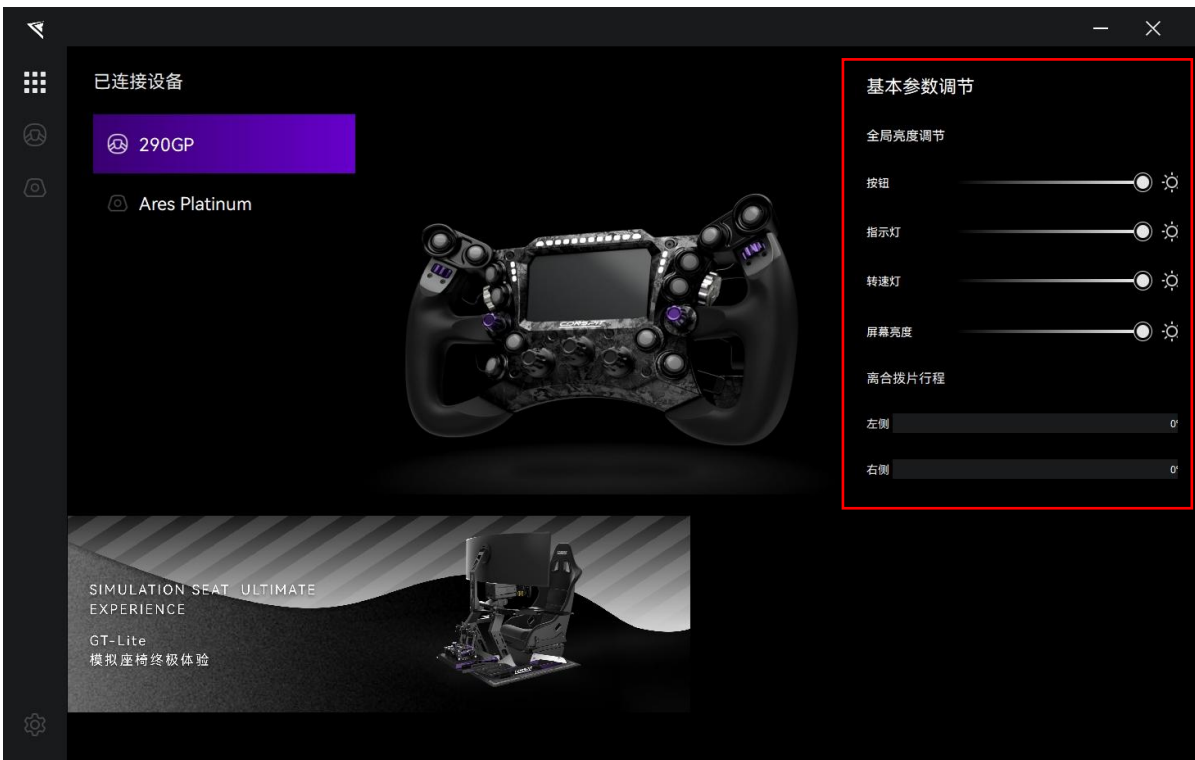 已连接设备
290GP
Ares Platinum
基本参数调节
全局亮度调节
按钮
指示灯
转速灯
屏幕亮度
离合拨片行程
左侧 0
右侧 0
SIMULATION SEAT ULTIMATE
EXPERIENCE
GT-Lite
模拟座椅终极体验